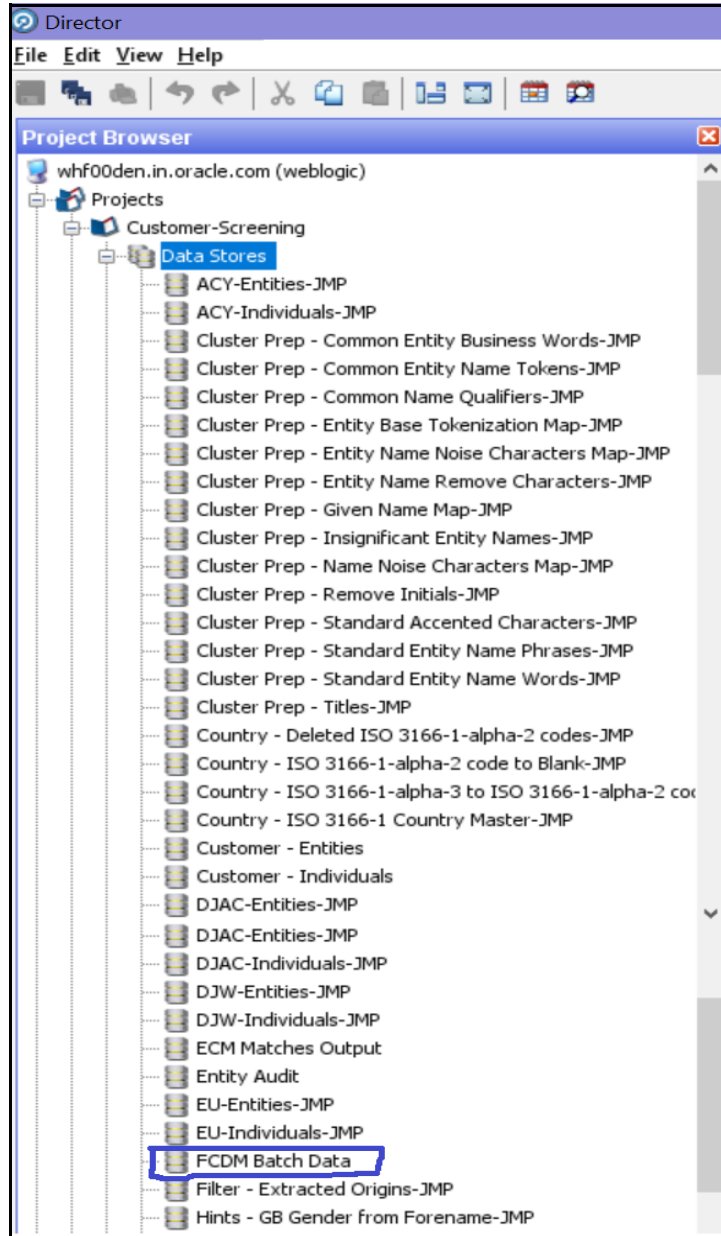 Director
File Edit View Help
Project Browser
whf00den.in.oracle.com (weblogic)
Projects
Customer-Screening
Data Stores
ACY-Entities-JMP
ACY-Individuals-JMP
Cluster Prep - Common Entity Business Words-JMP
Cluster Prep - Common Entity Name Tokens-JMP
Cluster Prep - Common Name Qualifiers-JMP
Cluster Prep - Entity Base Tokenization Map-JMP
Cluster Prep - Entity Name Noise Characters Map-JMP
Cluster Prep - Entity Name Remove Characters-JMP
Cluster Prep - Given Name Map-JMP
Cluster Prep - Insignificant Entity Names-JMP
Cluster Prep - Name Noise Characters Map-JMP
Cluster Prep - Remove Initials-JMP
Cluster Prep - Standard Accented Characters-JMP
Cluster Prep - Standard Entity Name Phrases-JMP
Cluster Prep - Standard Entity Name Words-JMP
Cluster Prep - Titles-JMP
Country - Deleted ISO 3166-1-alpha-2 codes-JMP
Country - ISO 3166-1-alpha-2 code to Blank-JMP
Country - ISO 3166-1-alpha-3 to ISO 3166-1-alpha-2 co
Country - ISO 3166-1 Country Master-JMP
Customer - Entities
Customer - Individuals
DJAC-Entities-JMP
DJAC-Entities-JMP
DJAC-Individuals-JMP
DJW-Entities-JMP
DJW-Individuals-JMP
ECM Matches Output
Entity Audit
EU-Entities-JMP
EU-Individuals-JMP
FCDM Batch Data
Filter - Extracted Origins-JMP
Hints - GB Gender from Forename-JMP